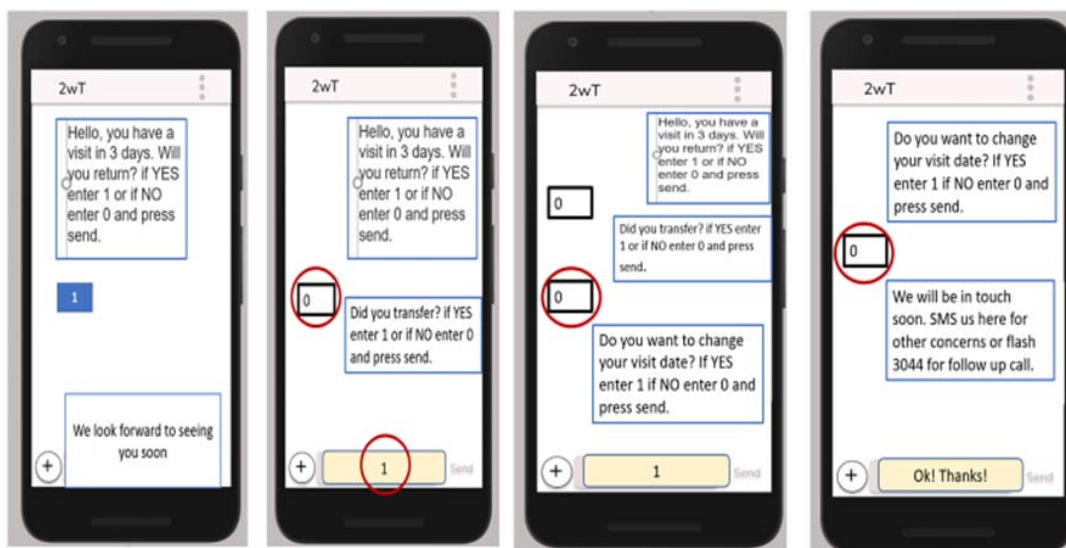 2wT
Hello, you have a
visit in 3 days. Will
you return? if YES
enter 1 or if NO
enter 0 and press
send.
1
We look forward to seeing
you soon
+
2wT
Hello, you have a
visit in 3 days. Will
you return? if YES
enter 1 or if NO
enter 0 and press
send.
0
Did you transfer? if YES
enter 1 or if NO enter 0
and press send.
+
1
Send
2wT
Hello, you have a
visit in 3 days. Will
you return? if YES
enter 1 or if NO
enter 0 and press
send.
0
Did you transfer? if YES enter
1 or if NO enter 0 and press
send.
0
Do you want to change
your visit date? If YES
enter 1 if NO enter 0 and
press send.
+
1
Send
2wT
Do you want to change
your visit date? If YES
enter 1 if NO enter 0 and
press send.
0
We will be in touch
soon. SMS us here for
other concerns or flash
3044 for follow up call.
+
Ok! Thanks!
Send